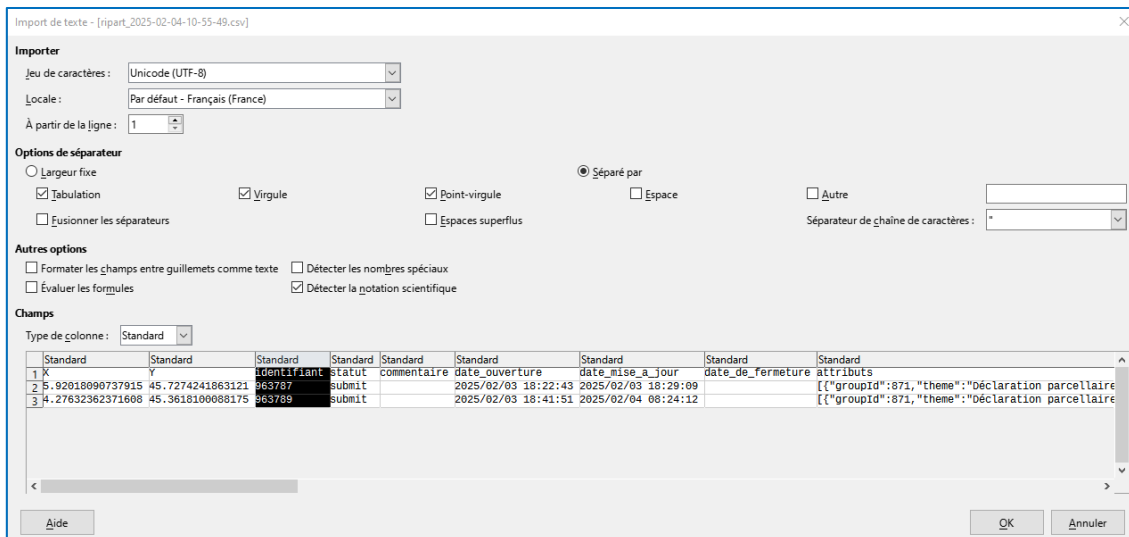 Import de texte - [ripart_2025-02-04-10-55-49.csv]
Importer
Jeu de caractères : Unicode (UTF-8)
Locale : Par défaut - Français (France)
À partir de la ligne : 1
Options de séparateur
Largeur fixe Séparé par
Tabulation Virgule Point-virgule Espace Autre
Fusionner les séparateurs Espaces superflus Séparateur de chaîne de caractères : "
Autres options
Formater les champs entre guillemets comme texte Détecter les nombres spéciaux
Évaluer les formules Détecter la notation scientifique
Champs
Type de colonne : Standard
Standard Standard Standard Standard Standard Standard Standard Standard Standard
1 X Y identifiant statut commentaire date_ouverture date_mise_a_jour date_de_fermeture attributs
2 5.92018090737915 45.7274241863121 963787 submit 2025/02/03 18:22:43 2025/02/03 18:29:09 [{"groupId":871,"theme":"Déclaration parcellaire
3 4.27632362371608 45.3618100088175 963789 submit 2025/02/03 18:41:51 2025/02/04 08:24:12 [{"groupId":871,"theme":"Déclaration parcellaire
Aide OK Annuler